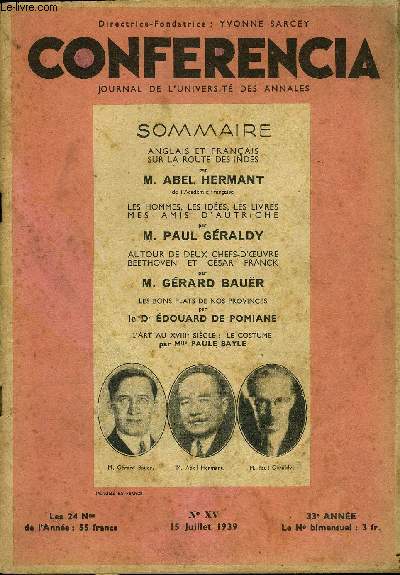 www.le-livre.com
Directrice-Fondatrice : YVONNE SARCEY
CONFERENCIA
JOURNAL DE L'UNIVERSITÉ DES ANNALES
SOMMAIRE
ANGLAIS ET FRANÇAIS
SUR LA ROUTE DES INDES
par
M. ABEL HERMANT
de l'Académie Française
LES HOMMES, LES IDÉES, LES LIVRES
MES AMIS D'AUTRICHE
par
M. PAUL GÉRALDY
AUTOUR DE DEUX CHEFS-D'ŒUVRE
BEETHOVEN ET CÉSAR FRANCK
par
M. GÉRARD BAUËR
LES BONS PLATS DE NOS PROVINCES
par
le Dr ÉDOUARD DE POMIANE
L'ART AU XVIIIe SIÈCLE : LE COSTUME
par Mlle PAULE BAYLE
M. Gérard Bauer. M. Abel Hermant. M. Paul Géraldy.
Les 24 Nos
de l'Année : 55 francs
No XV
15 Juillet 1939
33e ANNÉE
Le No bimensuel : 3 fr.